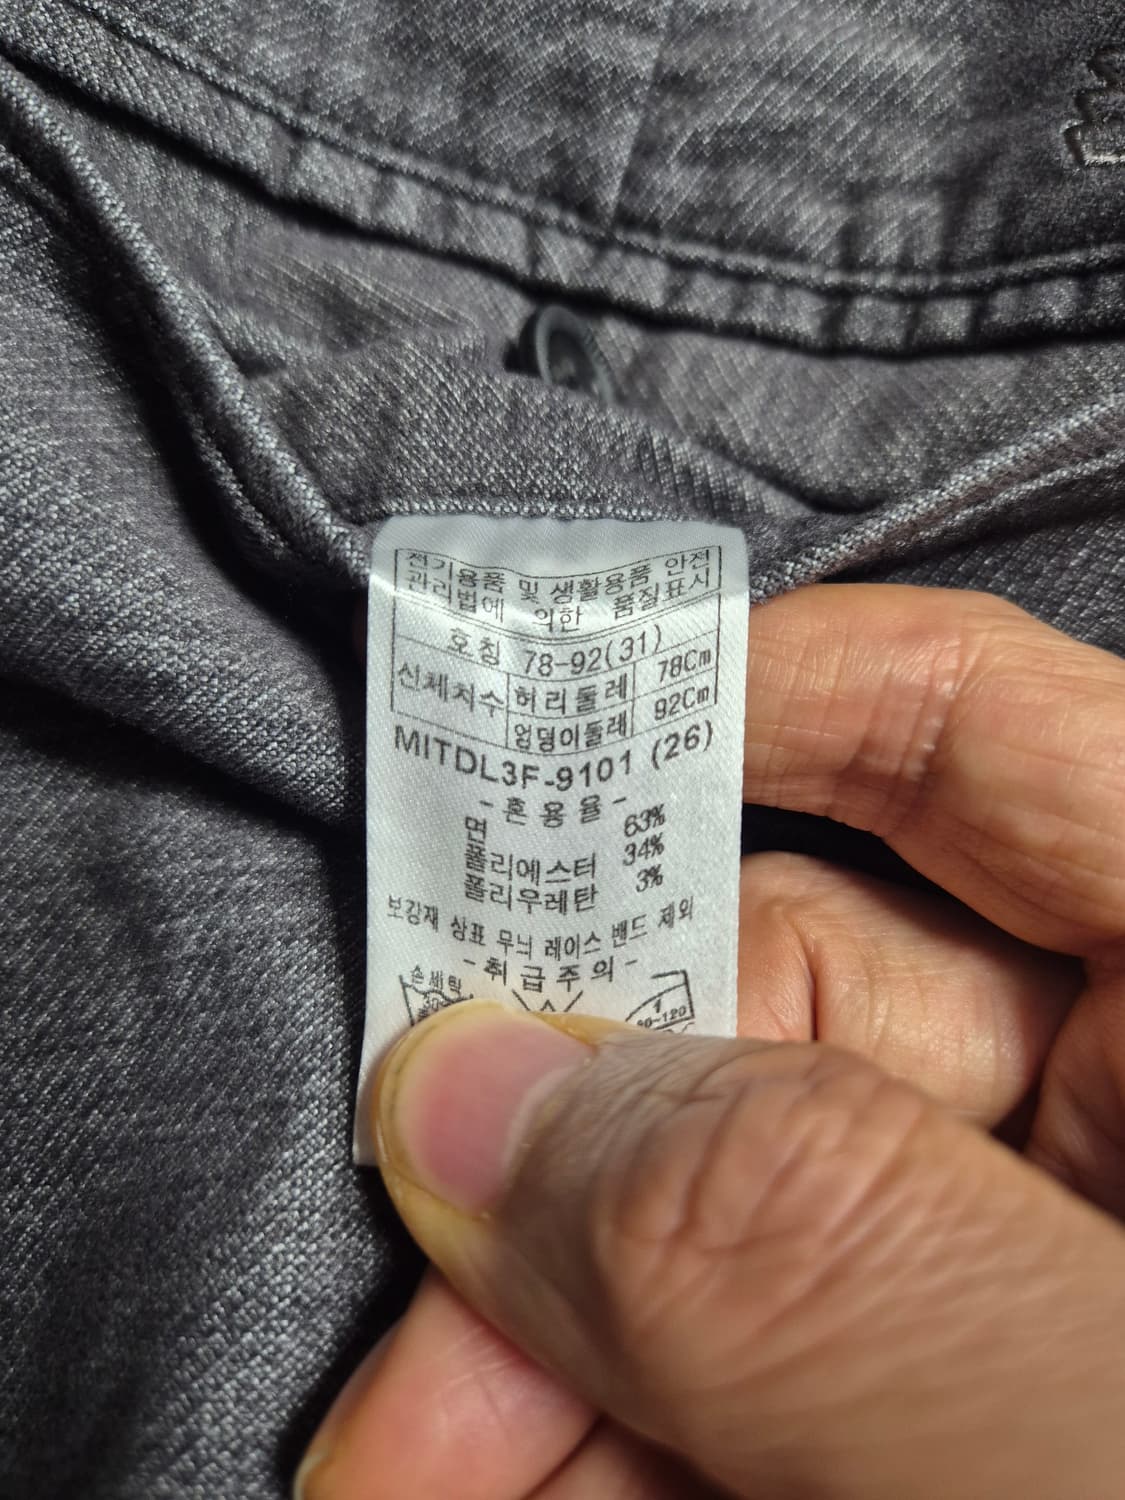 전기용품 및 생활용품 안전
관리법에 의한 품질표시
호칭 78-92(31)
신체치수 허리둘레 78Cm
엉덩이둘레 92Cm
MITDL3F-9101 (26)
-혼용율-
면 63%
폴리에스터 34%
폴리우레탄 3%
보강재 상표 무늬 레이스 밴드 제외
-취급주의-
손세탁